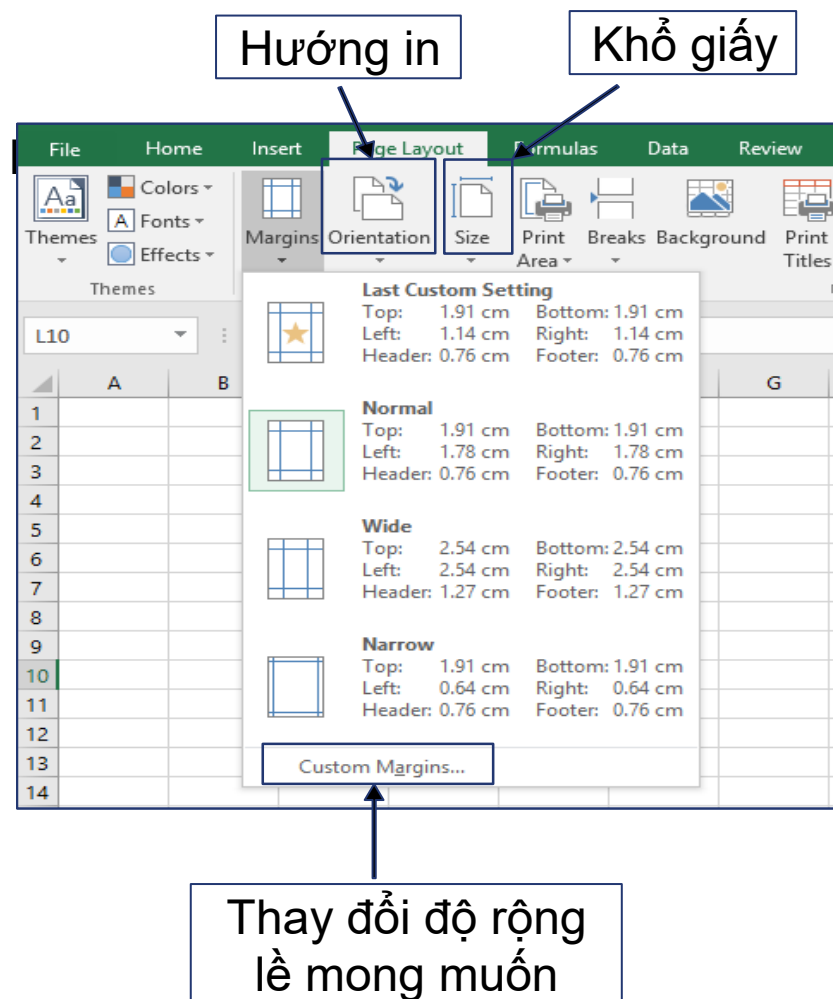 Hướng in
Khổ giấy
File Home Insert Page Layout Formulas Data Review
Aa Colors
A Fonts
Effects
Themes Margins Orientation Size Print Area Breaks Background Print Titles
Themes
Last Custom Setting
Top: 1.91 cm Bottom: 1.91 cm
Left: 1.14 cm Right: 1.14 cm
Header: 0.76 cm Footer: 0.76 cm
L10
A B G
Normal
Top: 1.91 cm Bottom: 1.91 cm
Left: 1.78 cm Right: 1.78 cm
Header: 0.76 cm Footer: 0.76 cm
Wide
Top: 2.54 cm Bottom: 2.54 cm
Left: 2.54 cm Right: 2.54 cm
Header: 1.27 cm Footer: 1.27 cm
Narrow
Top: 1.91 cm Bottom: 1.91 cm
Left: 0.64 cm Right: 0.64 cm
Header: 0.76 cm Footer: 0.76 cm
Custom Margins...
1
2
3
4
5
6
7
8
9
10
11
12
13
14
Thay đổi độ rộng
lề mong muốn